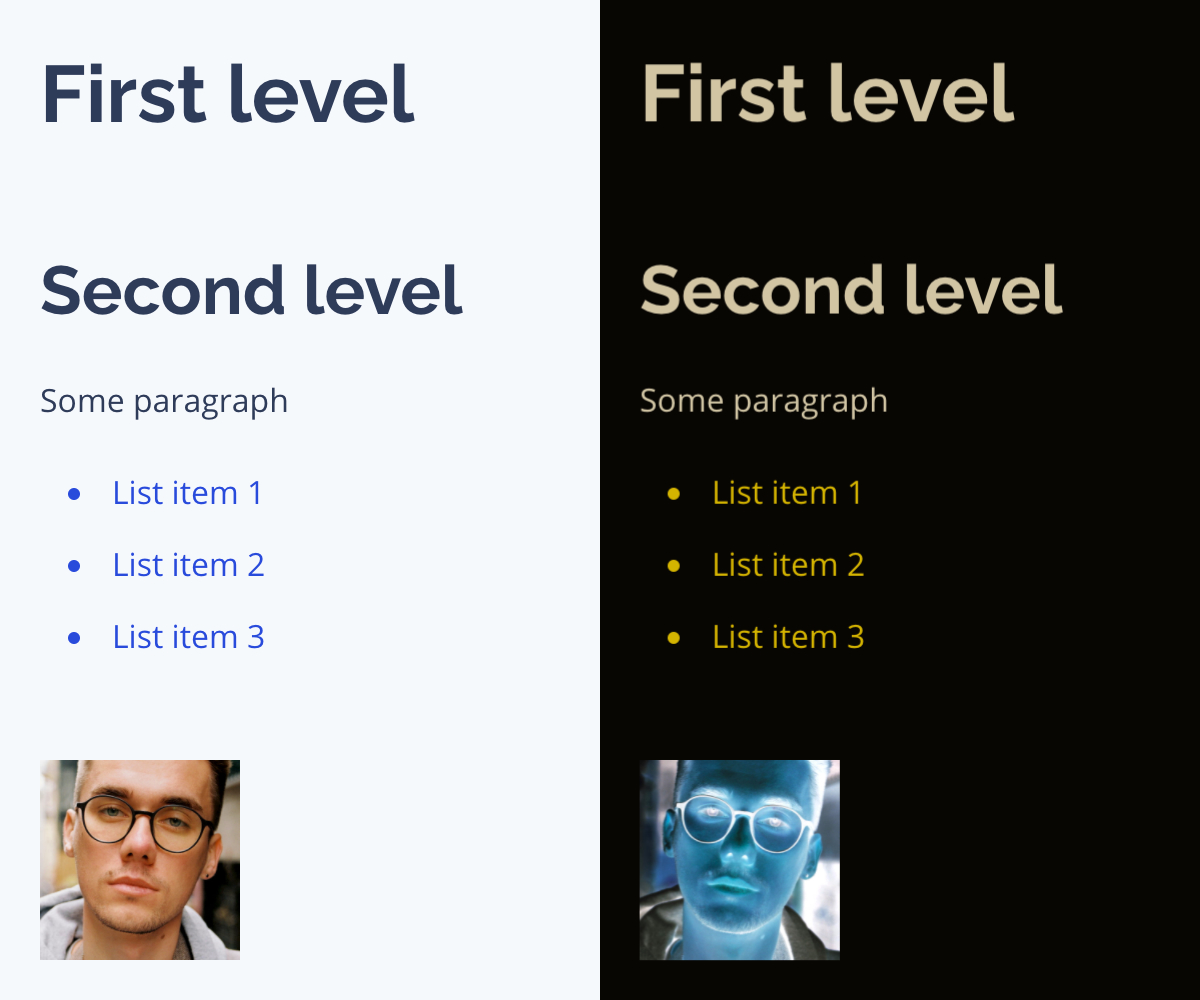 First level
Second level
Some paragraph
• List item 1
• List item 2
• List item 3
First level
Second level
Some paragraph
• List item 1
• List item 2
• List item 3